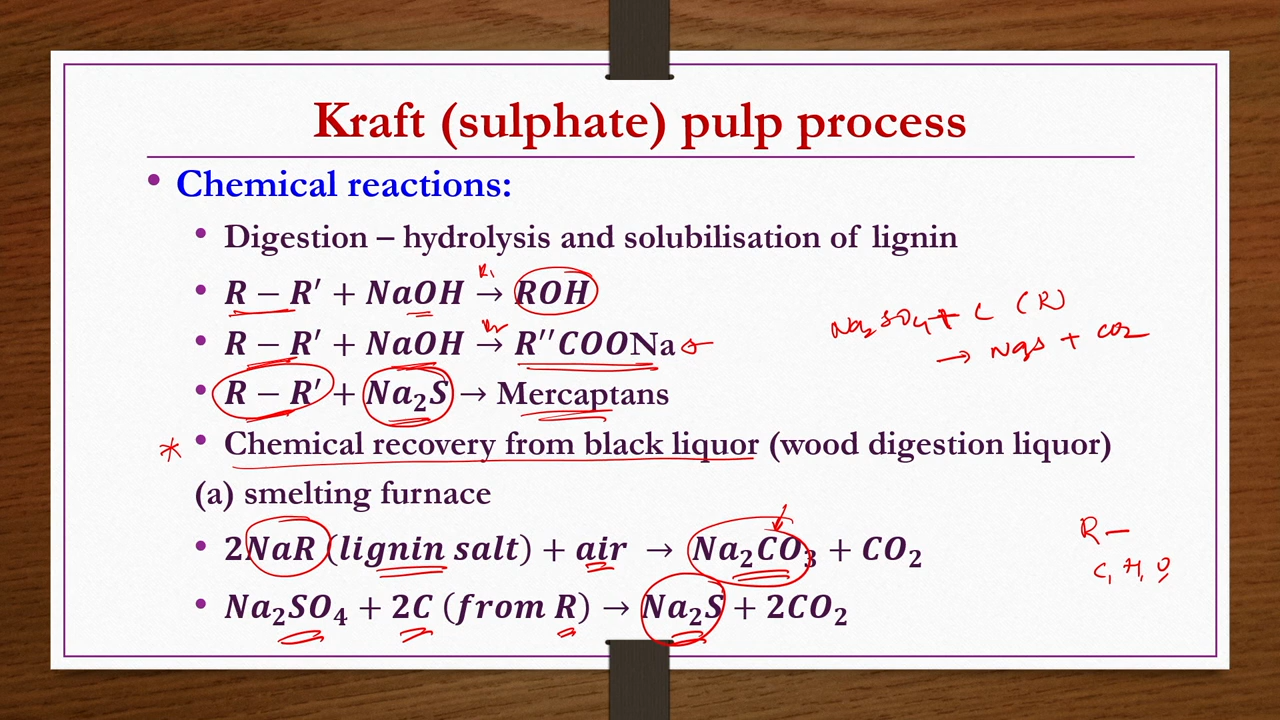 Kraft (sulphate) pulp process
• Chemical reactions:
• Digestion – hydrolysis and solubilisation of lignin
• R − R′ + NaOH → ROH
• R − R′ + NaOH → R′′COONa
Na₂SO₄ + C (R)
→ Na₂S + CO₂
• R − R′ + Na₂S → Mercaptans
* • Chemical recovery from black liquor (wood digestion liquor)
(a) smelting furnace
• 2NaR (lignin salt) + air → Na₂CO₃ + CO₂
R –
C, H, O
• Na₂SO₄ + 2C (from R) → Na₂S + 2CO₂